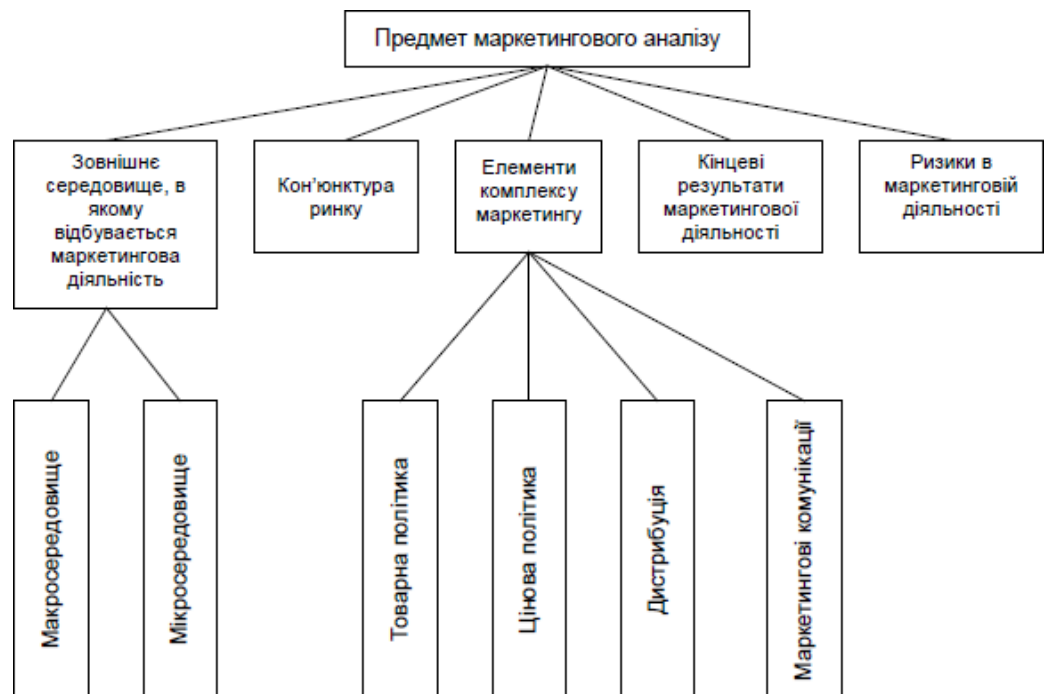 Предмет маркетингового аналізу
Зовнішнє
середовище, в
якому
відбувається
маркетингова
діяльність
Кон’юнктура
ринку
Елементи
комплексу
маркетингу
Кінцеві
результати
маркетингової
діяльності
Ризики в
маркетинговій
діяльності
Макросередовище
Мікросередовище
Товарна політика
Цінова політика
Дистрибуція
Маркетингові комунікації